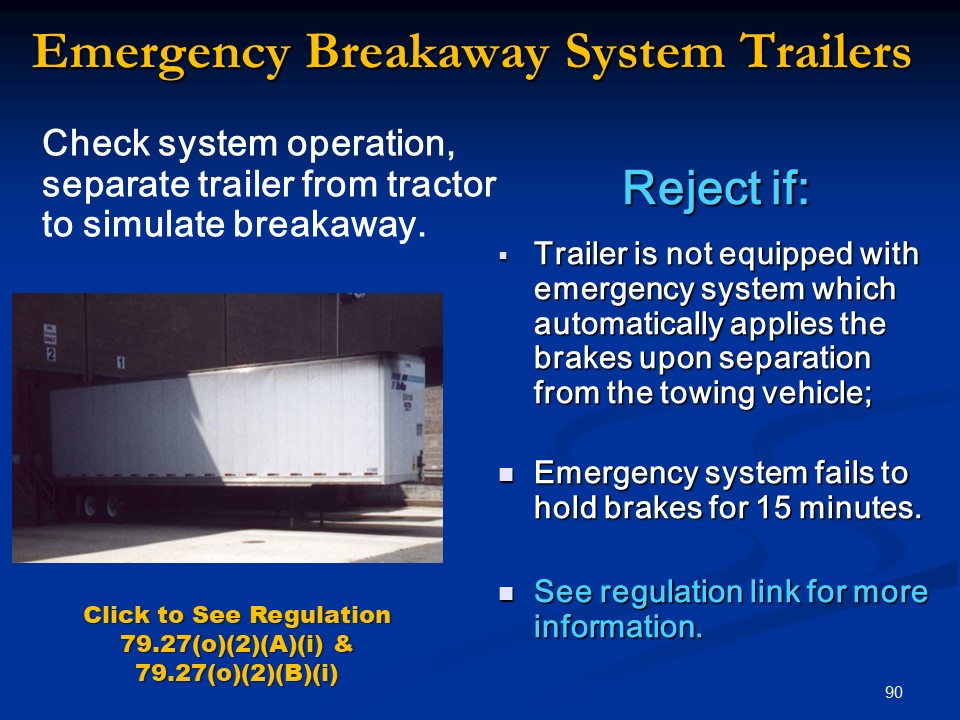 Emergency Breakaway System Trailers
Check system operation,
separate trailer from tractor
to simulate breakaway.
Reject if:
Trailer is not equipped with
emergency system which
automatically applies the
brakes upon separation
from the towing vehicle;
Emergency system fails to
hold brakes for 15 minutes.
See regulation link for more
information.
2
1
Click to See Regulation
79.27(o)(2)(A)(i) &
79.27(o)(2)(B)(i)
90